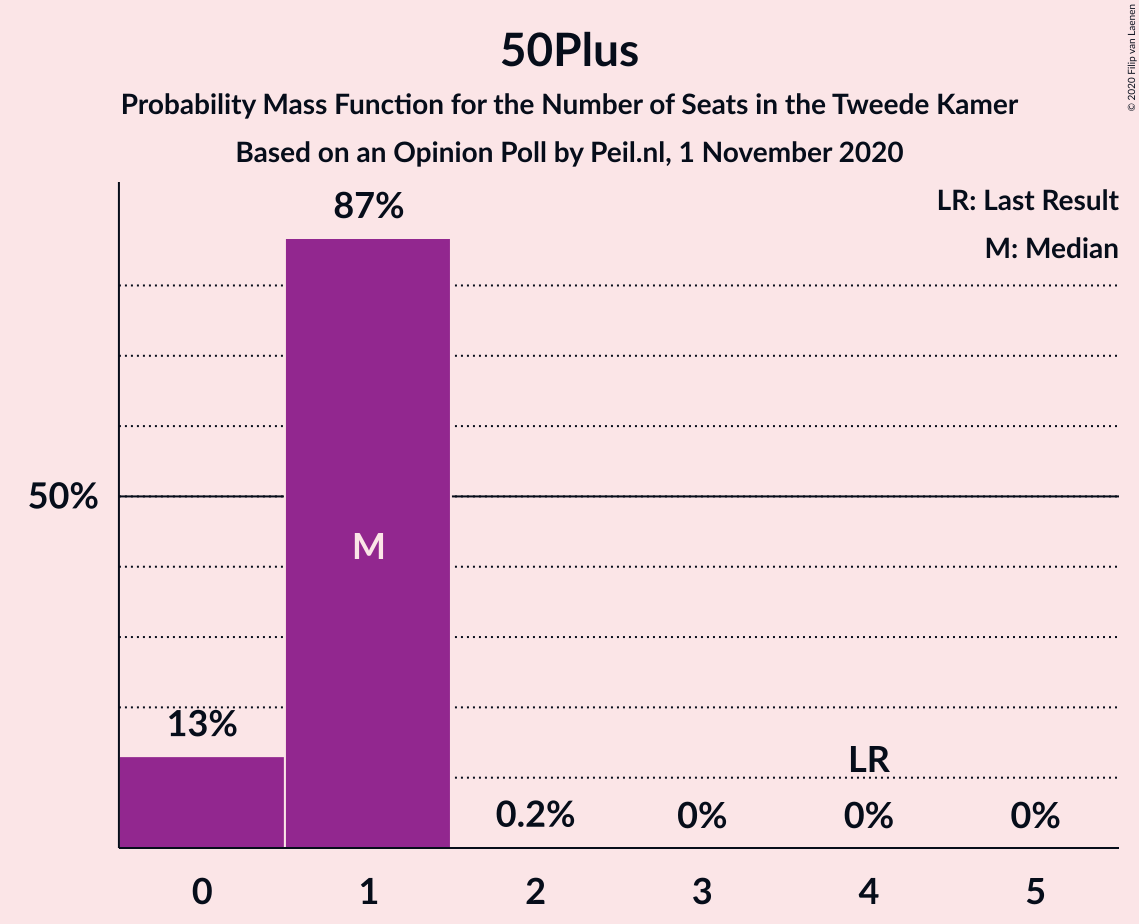 50Plus
Probability Mass Function for the Number of Seats in the Tweede Kamer
Based on an Opinion Poll by Peil.nl, 1 November 2020
© 2020 Filip van Laenen
LR: Last Result
M: Median
87%
50%
M
13%
LR
0.2%
0%
0%
0%
0
1
2
3
4
5